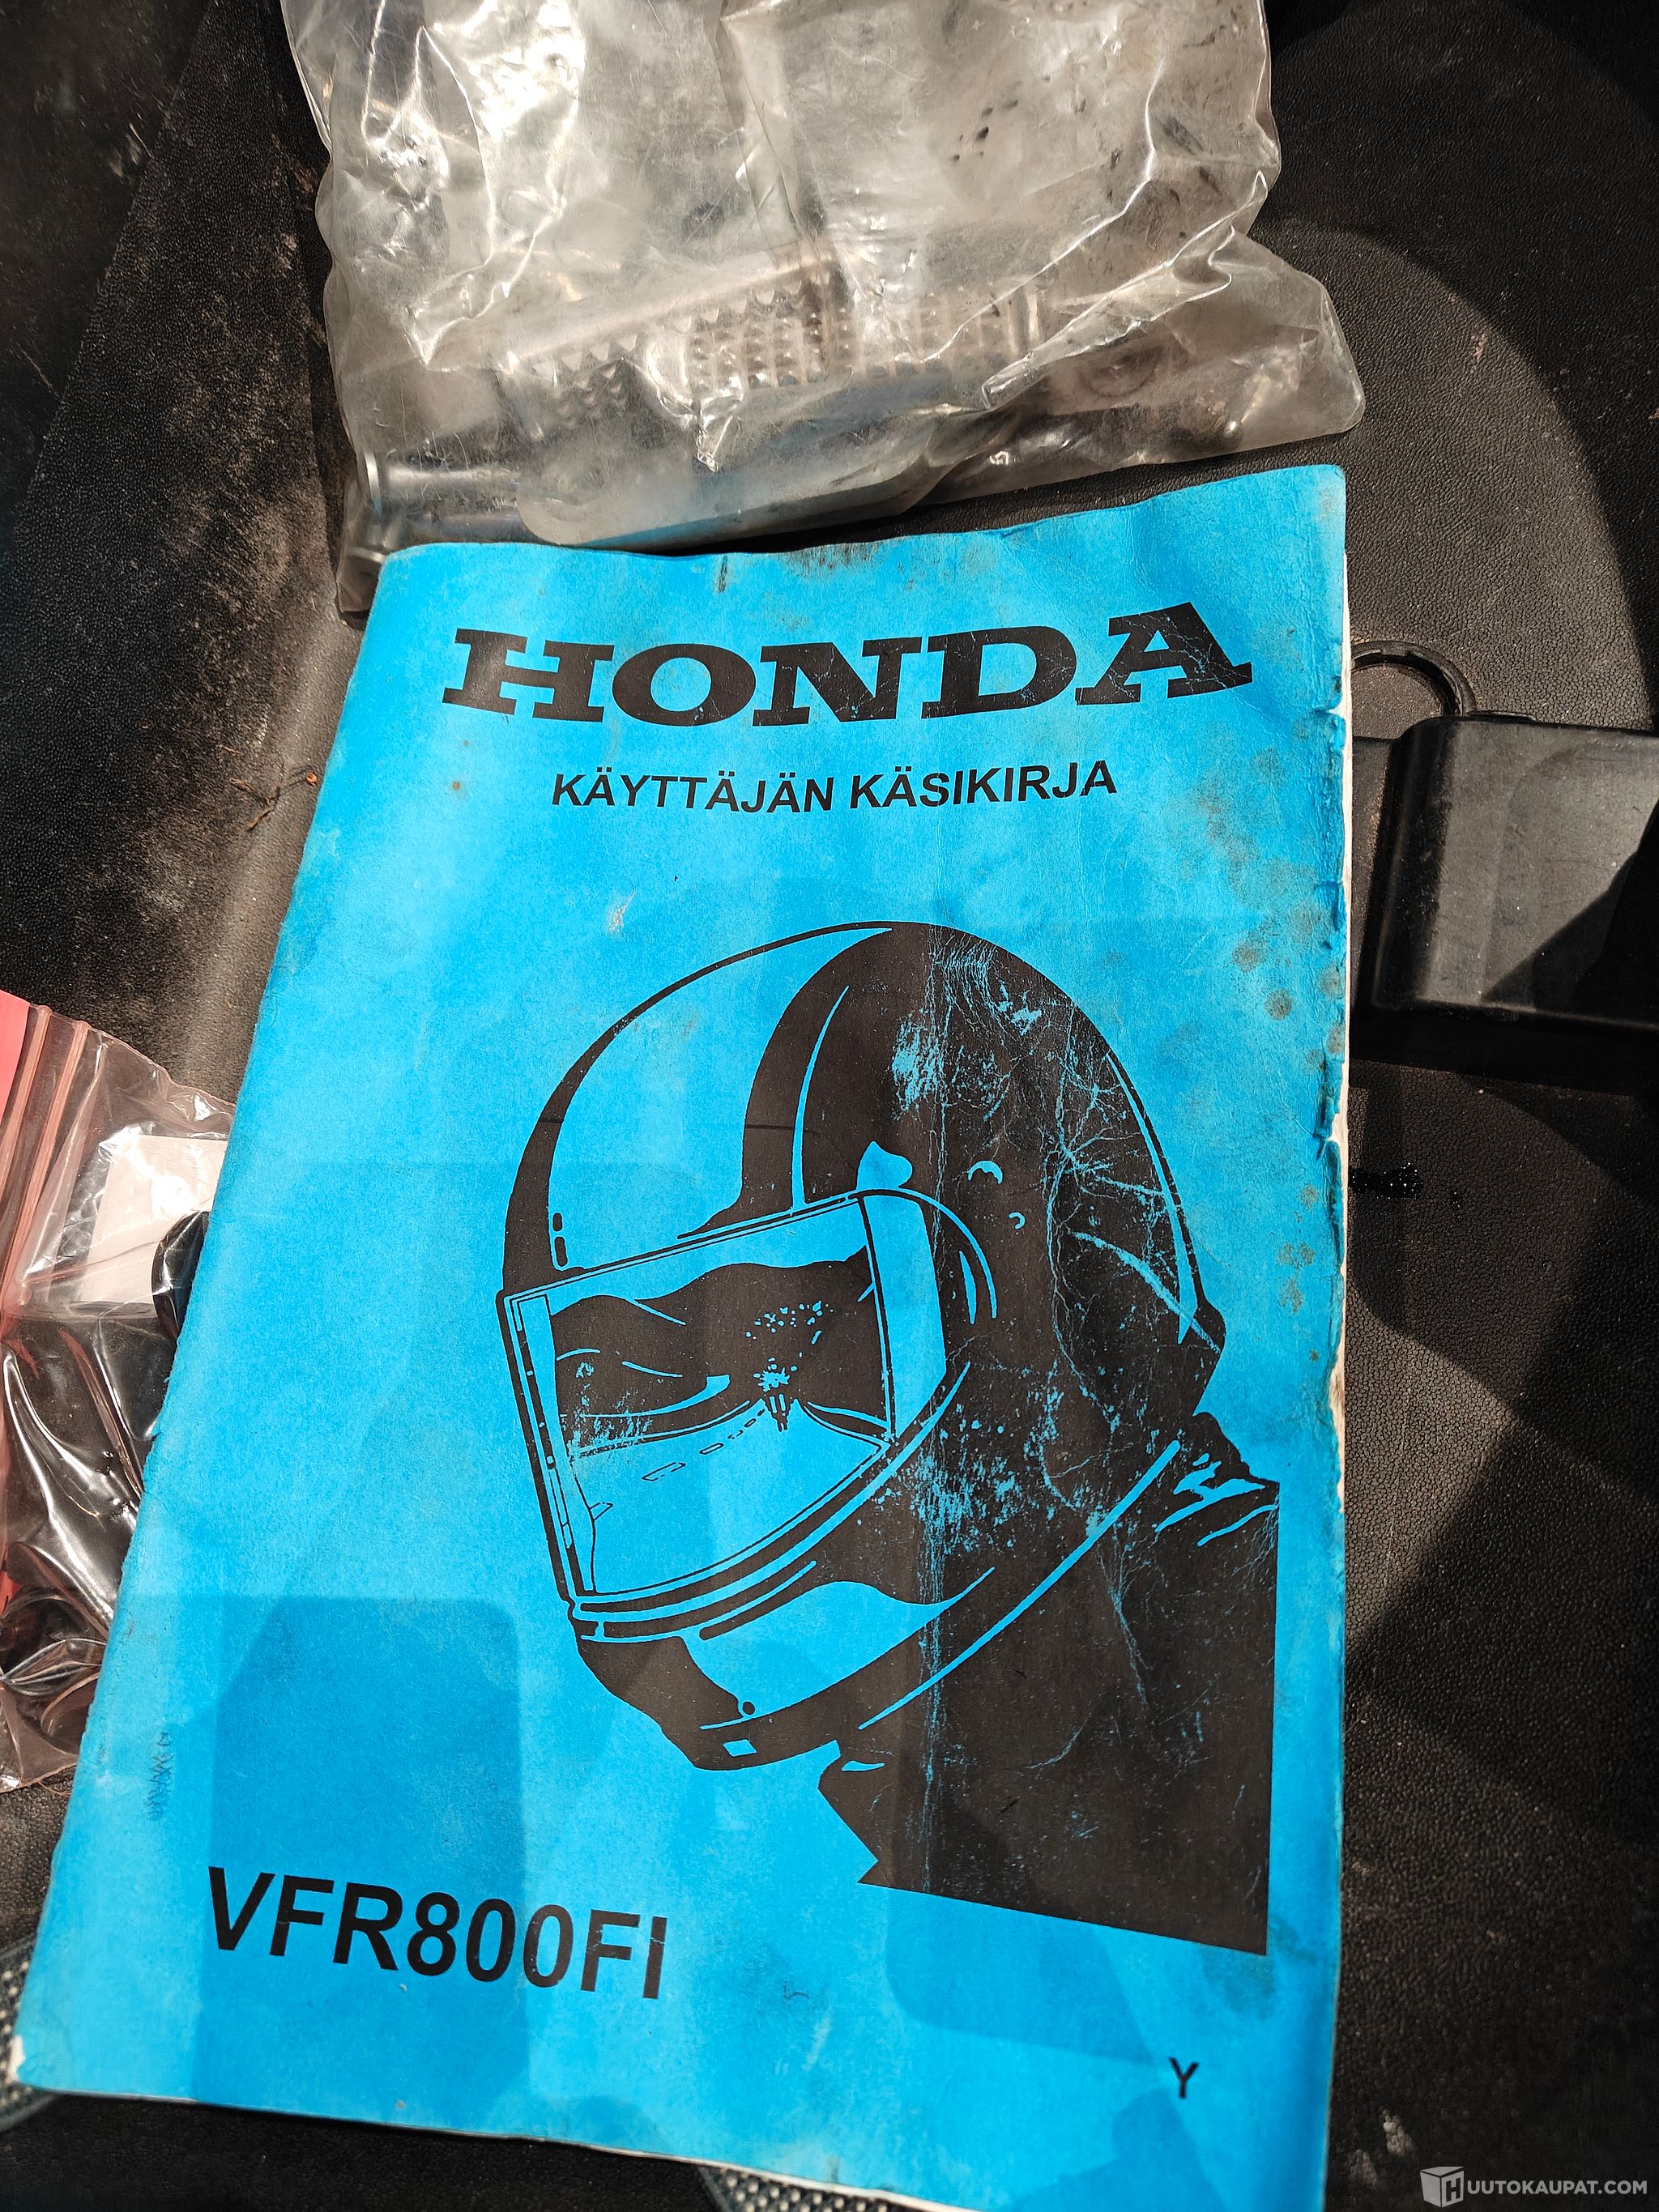 HONDA
KÄYTTÄJÄN KÄSIKIRJA
VFR800FI
Y
HUUTOKAUPAT.COM